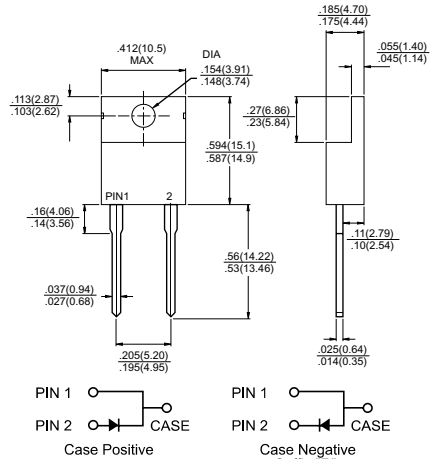 .412(10.5)
MAX
DIA
.154(3.91)
.148(3.74)
.185(4.70)
.175(4.44)
.055(1.40)
.045(1.14)
.113(2.87)
.103(2.62)
.27(6.86)
.23(5.84)
.594(15.1)
.587(14.9)
PIN1 2
.16(4.06)
.14(3.56)
.11(2.79)
.10(2.54)
.56(14.22)
.53(13.46)
.037(0.94)
.027(0.68)
.205(5.20)
.195(4.95)
.025(0.64)
.014(0.35)
PIN 1
PIN 2
CASE
Case Positive
PIN 1
PIN 2
CASE
Case Negative